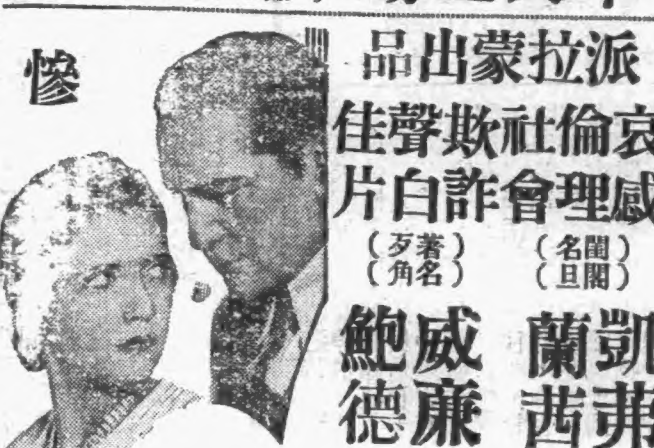 派拉蒙出品
哀感倫理社會欺詐聲白佳片
（閨閣名旦）
凱弗蘭茜
（著名歹角）
威廉鮑德
慘